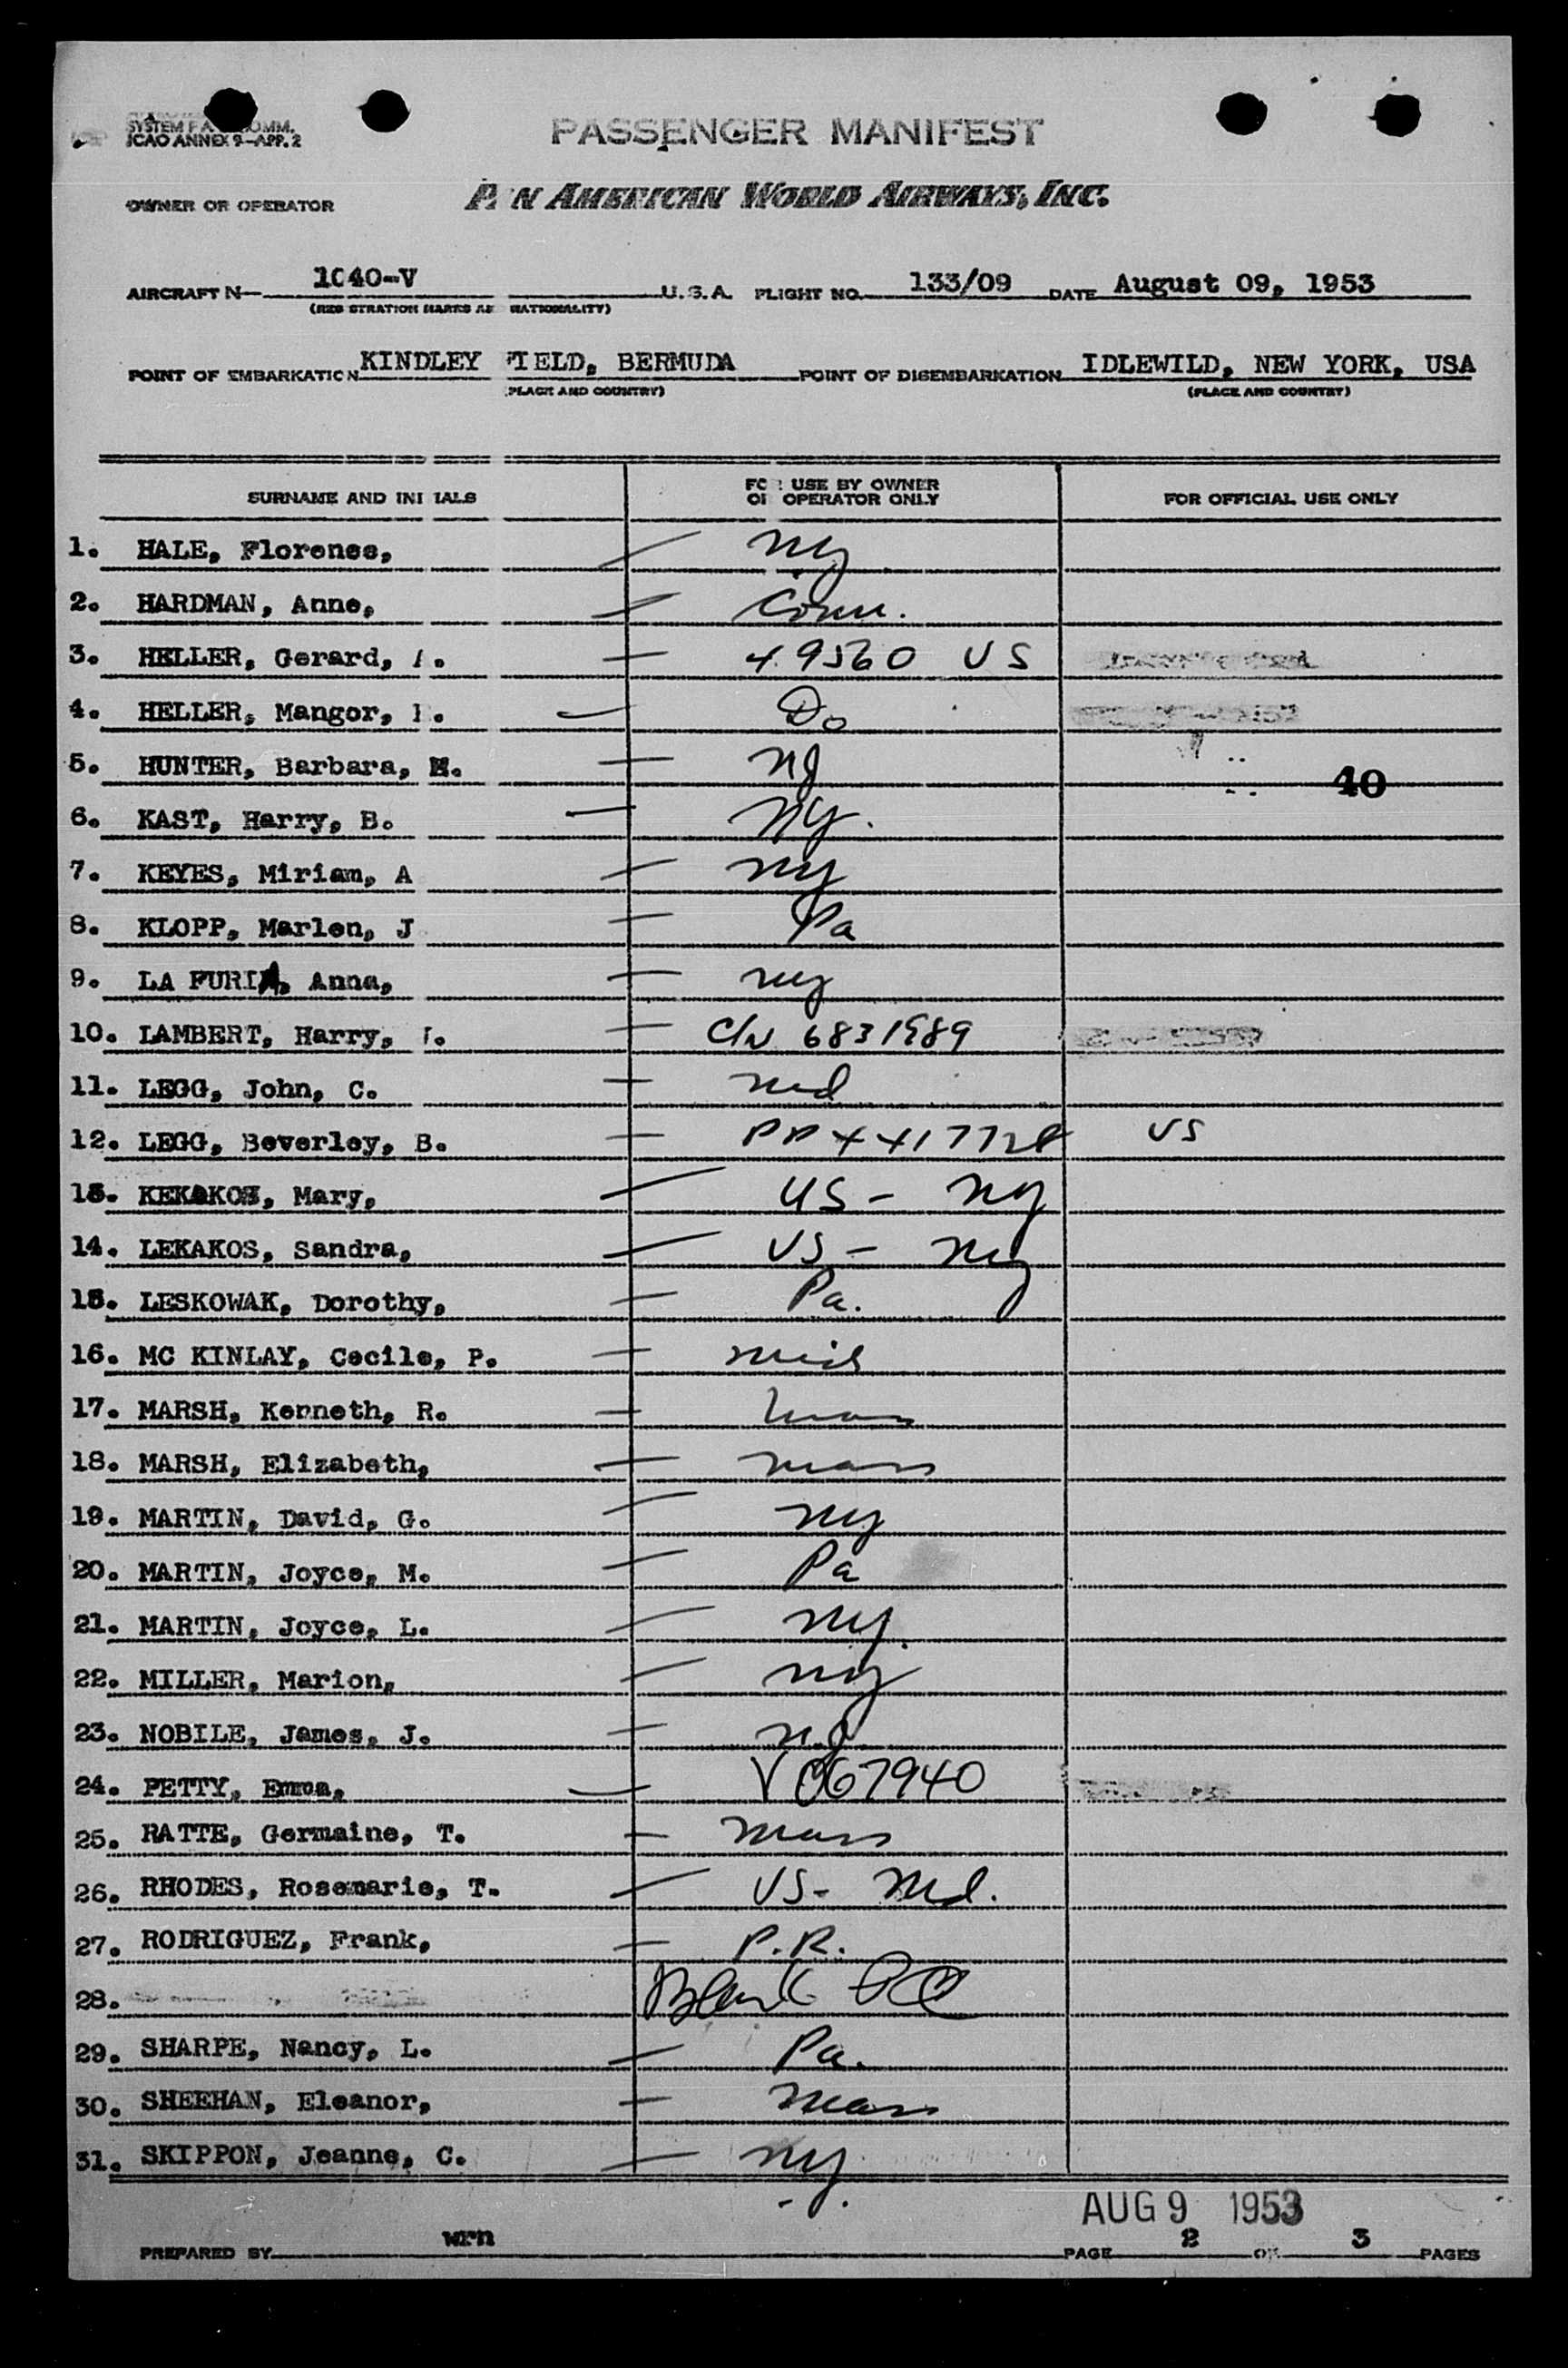 SYSTEM F COMM.
ICAO ANNEX 9—APP. 2
PASSENGER MANIFEST
OWNER OR OPERATOR P N AMERICAN WORLD AIRWAYS, INC.
AIRCRAFT N 1040-V U.S.A. FLIGHT NO. 133/09 DATE August 09, 1953
POINT OF EMBARKATION KINDLEY FIELD, BERMUDA POINT OF DISEMBARKATION IDLEWILD, NEW YORK, USA
(PLACE AND COUNTRY) (PLACE AND COUNTRY)
SURNAME AND INITIALS FOR USE BY OWNER OR OPERATOR ONLY FOR OFFICIAL USE ONLY
1. HALE, Florenes, — NY
2. HARDMAN, Anne, — Conn.
3. HELLER, Gerard, — 49560 US
4. HELLER, Mangor, — Do
5. HUNTER, Barbara, — NJ 40
6. KAST, Harry, B. — NY.
7. KEYES, Miriam, A — NY
8. KLOPP, Marlen, J — Pa
9. LA FURIA, Anna, — NY
10. LAMBERT, Harry, — C/N 6831989
11. LEGG, John, C. — Md
12. LEGG, Beverley, B. — PP US
13. Mary, — US - NY
14. LEKAKOS, Sandra, — US - NY
15. LESKOWAK, Dorothy, — Pa.
16. MC KINLAY, Cecile, P. — Mich
17. MARSH, Kenneth, R. — Mass
18. MARSH, Elizabeth, — Mass
19. MARTIN, David, G. — NY
20. MARTIN, Joyce, M. — Pa
21. MARTIN, Joyce, L. — NY.
22. MILLER, Marion, — NY
23. NOBILE, James, J. — NJ
24. PETTY, Emma, —
25. RATTE, Germaine, T. — Mass
26. RHODES, Rosemarie, T. — US- Md.
27. RODRIGUEZ, Frank, — P.R.
28. Blank
29. SHARPE, Nancy, L. — Pa.
30. SHEEHAN, Eleanor, — Mass
31. SKIPPON, Jeanne, C. — NY
AUG 9 1953
PREPARED BY wrn PAGE 2 OF 3 PAGES